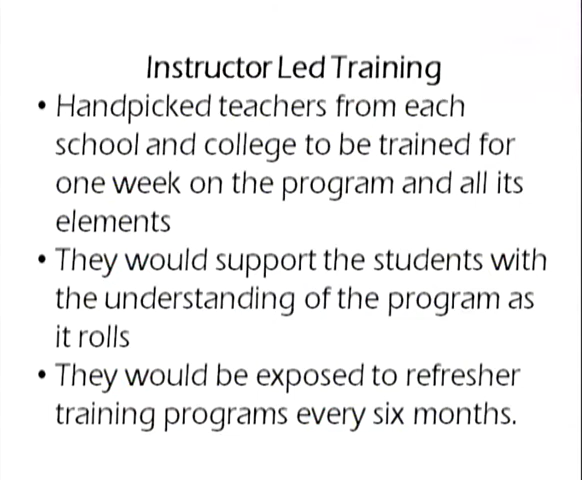 Instructor Led Training
• Handpicked teachers from each
school and college to be trained for
one week on the program and all its
elements
• They would support the students with
the understanding of the program as
it rolls
• They would be exposed to refresher
training programs every six months.